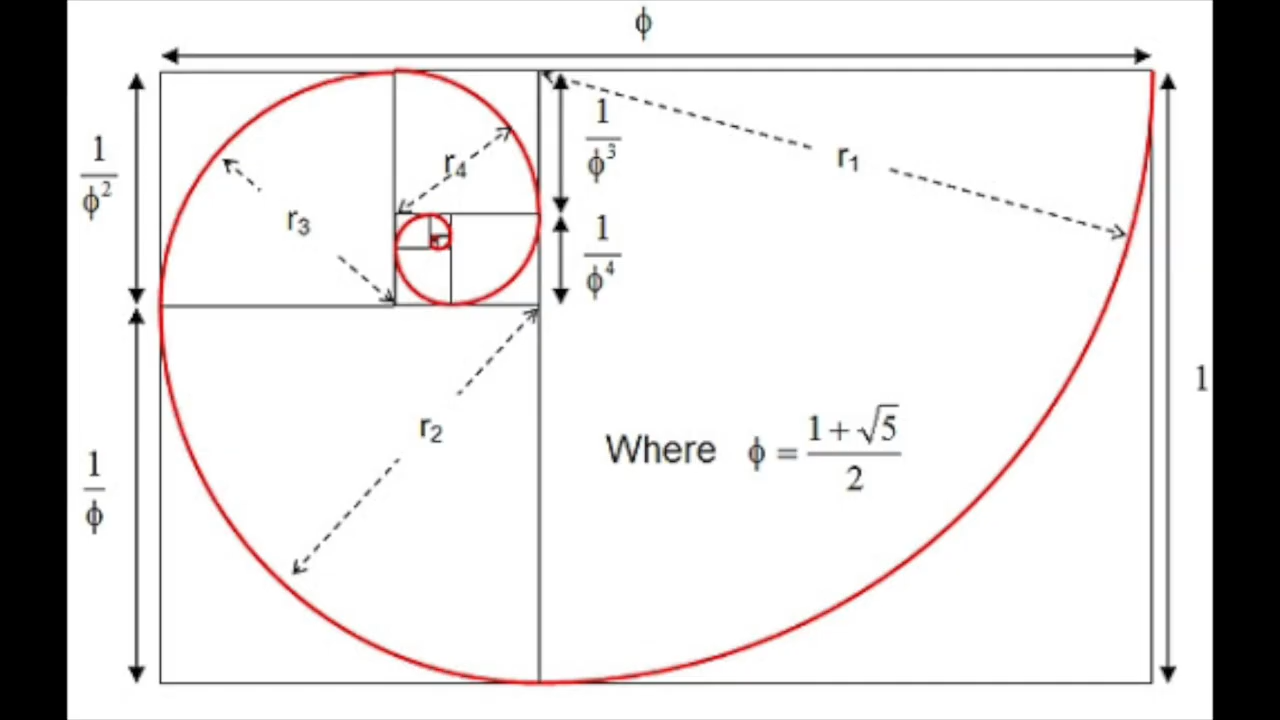 ϕ
1/ϕ²
1/ϕ³
r₁
r₄
r₃
1/ϕ⁴
1
r₂
Where ϕ = (1+√5)/2
1/ϕ